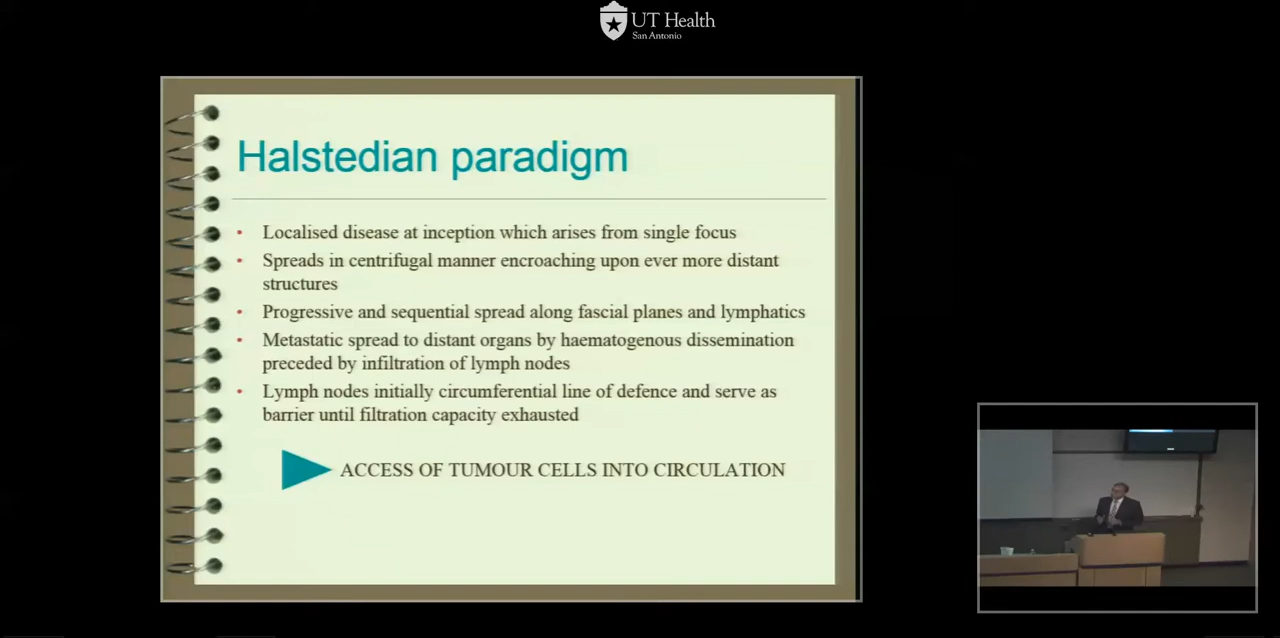 UT Health
San Antonio
Halstedian paradigm
• Localised disease at inception which arises from single focus
• Spreads in centrifugal manner encroaching upon ever more distant
structures
• Progressive and sequential spread along fascial planes and lymphatics
• Metastatic spread to distant organs by haematogenous dissemination
preceded by infiltration of lymph nodes
• Lymph nodes initially circumferential line of defence and serve as
barrier until filtration capacity exhausted
ACCESS OF TUMOUR CELLS INTO CIRCULATION